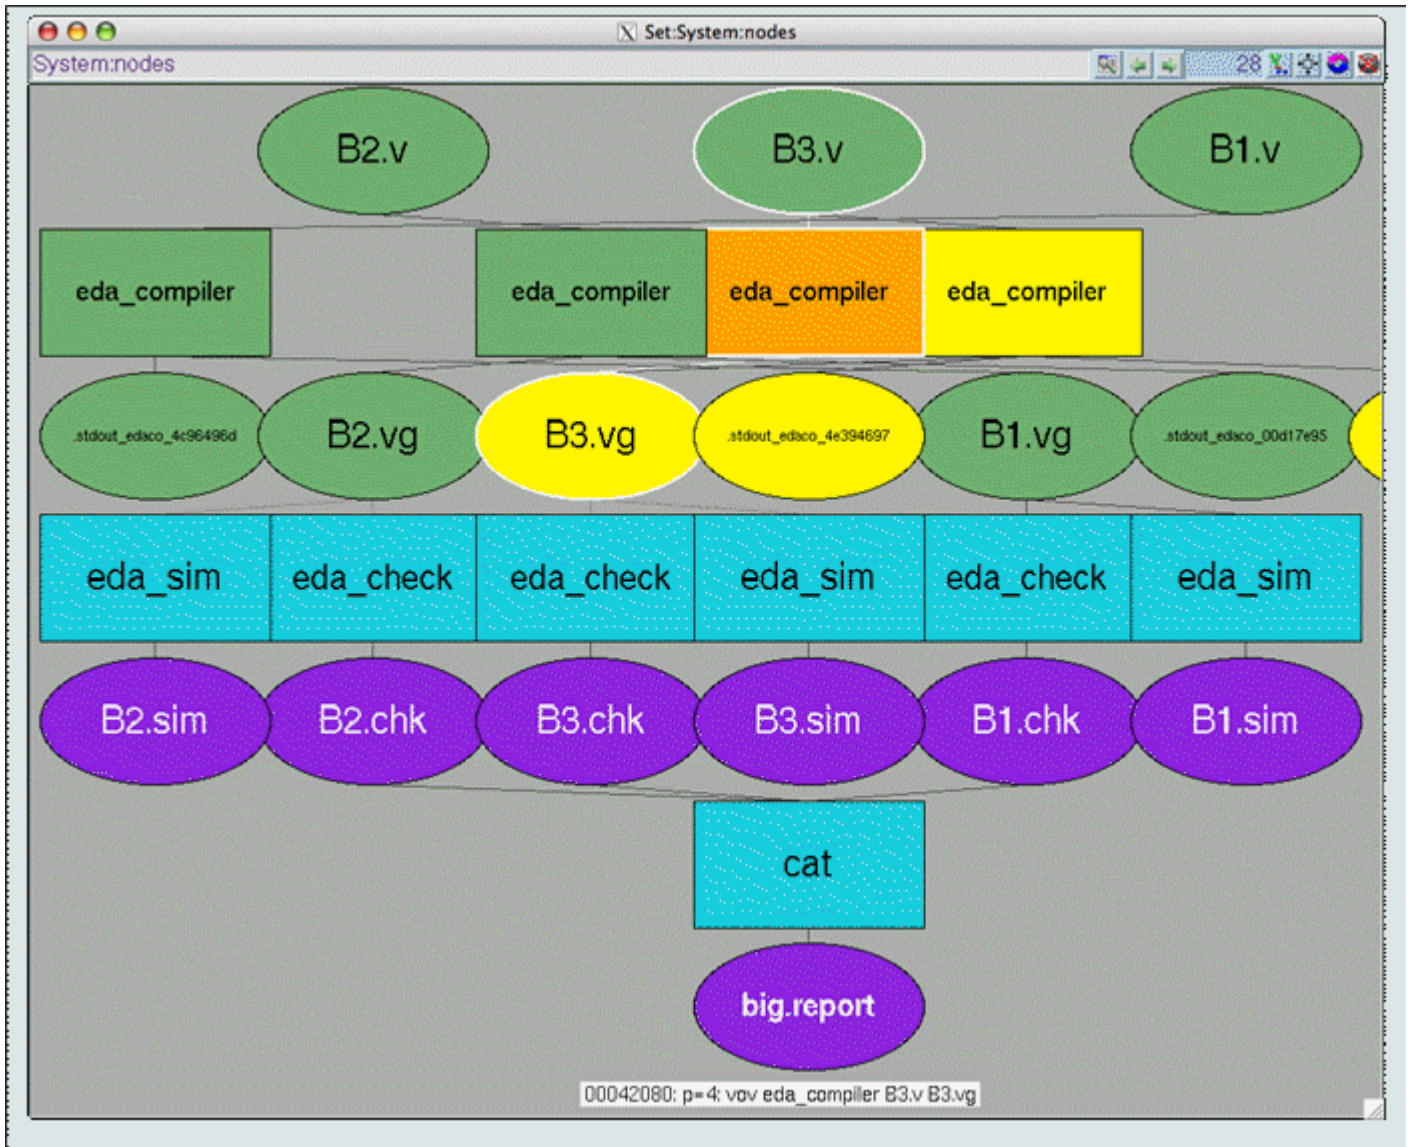 Set:System:nodes
System:nodes
28
B2.v
B3.v
B1.v
eda_compiler
eda_compiler
eda_compiler
eda_compiler
.stdout_edaco_4c96496d
B2.vg
B3.vg
.stdout_edaco_4e394697
B1.vg
.stdout_edaco_00d17e95
eda_sim
eda_check
eda_check
eda_sim
eda_check
eda_sim
B2.sim
B2.chk
B3.chk
B3.sim
B1.chk
B1.sim
cat
big.report
00042080: p=4: vov eda_compiler B3.v B3.vg